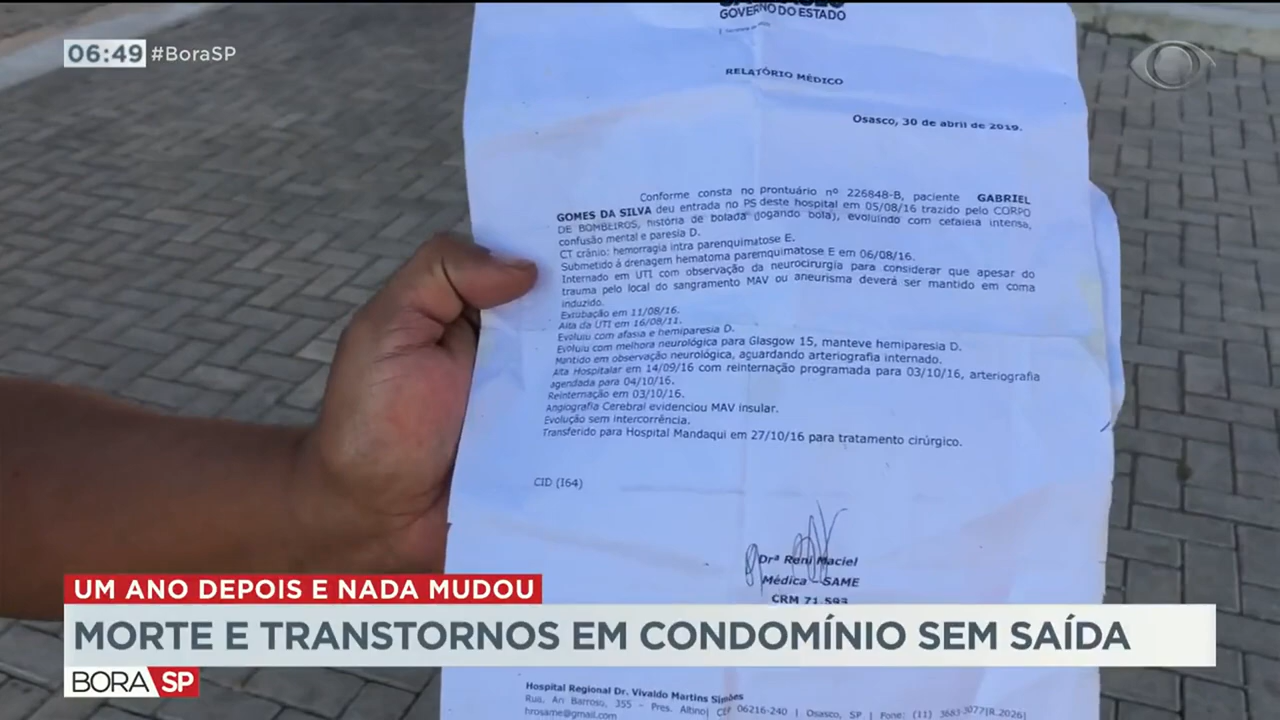 GOVERNO DO ESTADO
06:49 #BoraSP
RELATÓRIO MÉDICO
Osasco, 30 de abril de 2019.
Conforme consta no prontuário nº 226848-B, paciente GABRIEL
GOMES DA SILVA deu entrada no PS deste hospital em 05/08/16 trazido pelo CORPO
DE BOMBEIROS, história de bolada (jogando bola), evoluindo com cefaleia intensa,
confusão mental e paresia D.
CT crânio: hemorragia intra parenquimatose E.
Submetido à drenagem hematoma parenquimatose E em 06/08/16.
Internado em UTI com observação da neurocirurgia para considerar que apesar do
trauma pelo local do sangramento MAV ou aneurisma deverá ser mantido em coma
induzido.
Extubação em 11/08/16.
Alta da UTI em 16/08/11.
Evoluiu com afasia e hemiparesia D.
Evoluiu com melhora neurológica para Glasgow 15, manteve hemiparesia D.
Mantido em observação neurológica, aguardando arteriografia internado.
Alta Hospitalar em 14/09/16 com reinternação programada para 03/10/16, arteriografia
agendada para 04/10/16.
Reinternação em 03/10/16.
Angiografia Cerebral evidenciou MAV insular.
Evolução sem intercorrência.
Transferido para Hospital Mandaqui em 27/10/16 para tratamento cirúrgico.
CID (I64)
Drª Reni Maciel
Médica - SAME
CRM 71.593
UM ANO DEPOIS E NADA MUDOU
MORTE E TRANSTORNOS EM CONDOMÍNIO SEM SAÍDA
BORA SP
Hospital Regional Dr. Vivaldo Martins Simões
Rua. Ari Barroso, 355 - Pres. Altino| CEP 06216-240 | Osasco, SP | Fone: (11) 3683-3077|R.2026|
hrosame@gmail.com